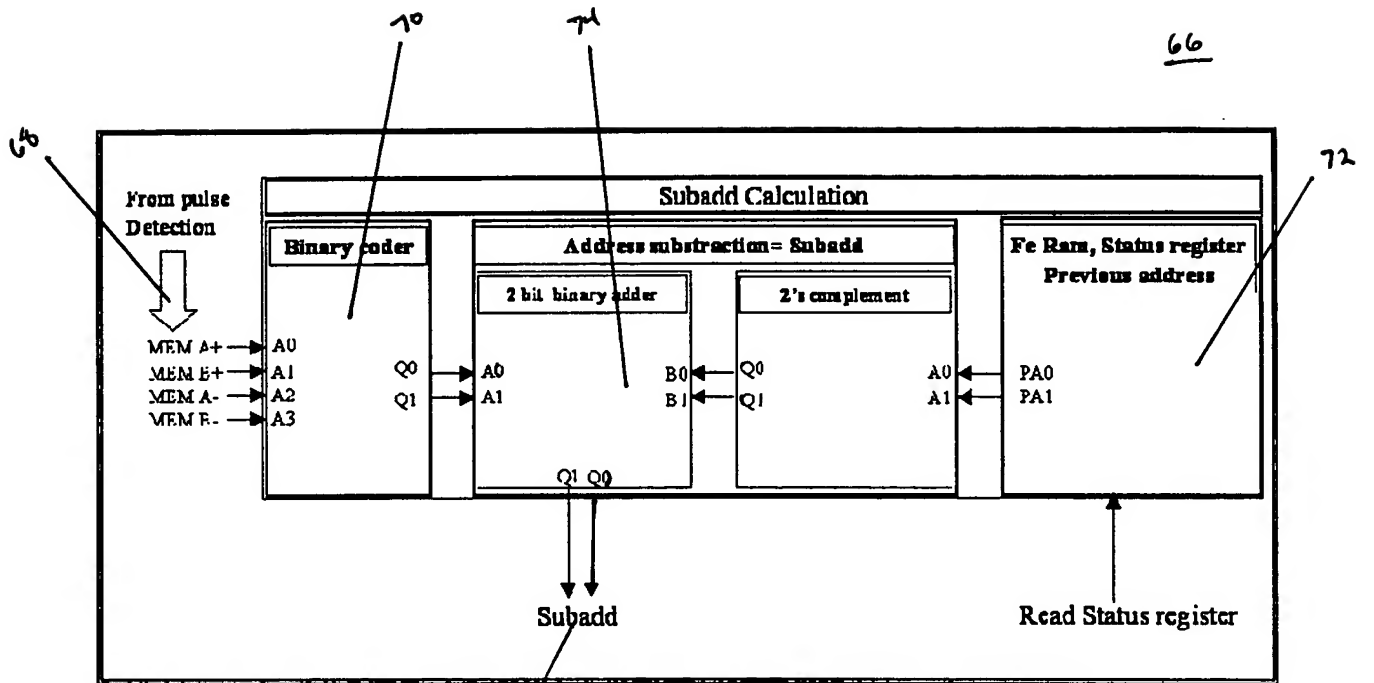 70
74
66
68
72
From pulse
Detection
Subadd Calculation
Binary coder
Address substraction= Subadd
Fe Ram, Status register
Previous address
2 bit binary adder
2's complement
MEM A+
A0
MEM B+
A1
MEM A-
A2
MEM B-
A3
Q0
Q1
A0
A1
B0
B1
Q0
Q1
A0
A1
PA0
PA1
Q1 Q0
Subadd
Read Status register